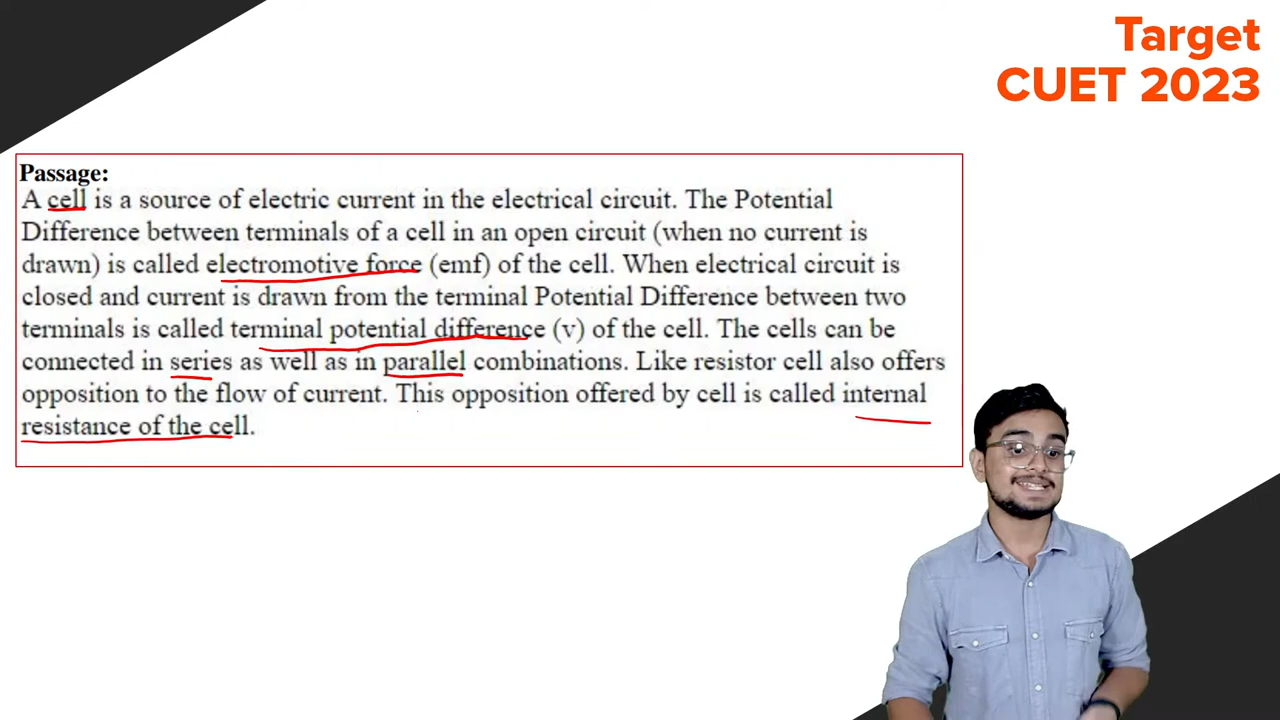 Target
CUET 2023
Passage:
A cell is a source of electric current in the electrical circuit. The Potential
Difference between terminals of a cell in an open circuit (when no current is
drawn) is called electromotive force (emf) of the cell. When electrical circuit is
closed and current is drawn from the terminal Potential Difference between two
terminals is called terminal potential difference (v) of the cell. The cells can be
connected in series as well as in parallel combinations. Like resistor cell also offers
opposition to the flow of current. This opposition offered by cell is called internal
resistance of the cell.